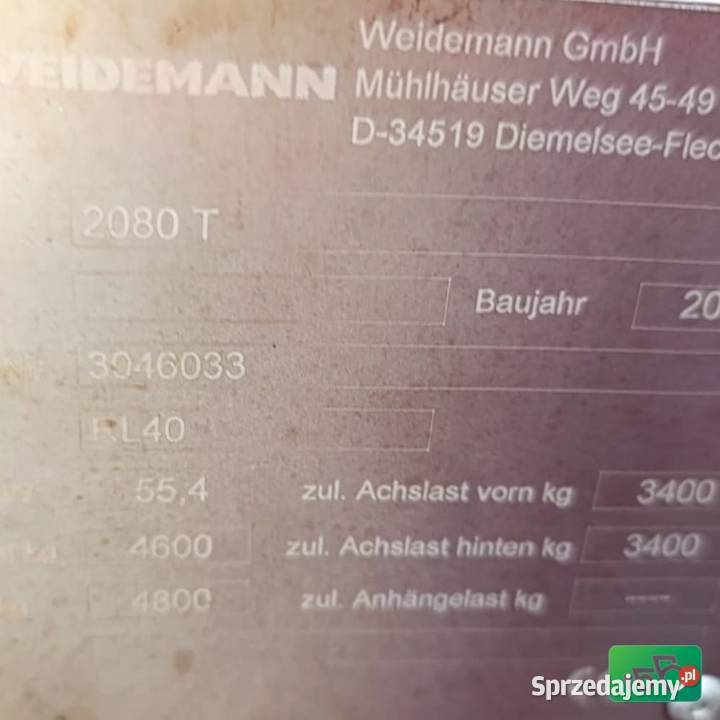 WEIDEMANN
Weidemann GmbH
Mühlhäuser Weg 45-49
D-34519 Diemelsee-Flec
2080 T
Baujahr 20
3046033
RL40
55,4 zul. Achslast vorn kg 3400
4600 zul. Achslast hinten kg 3400
4800 zul. Anhängelast kg ----
Sprzedajemy.pl